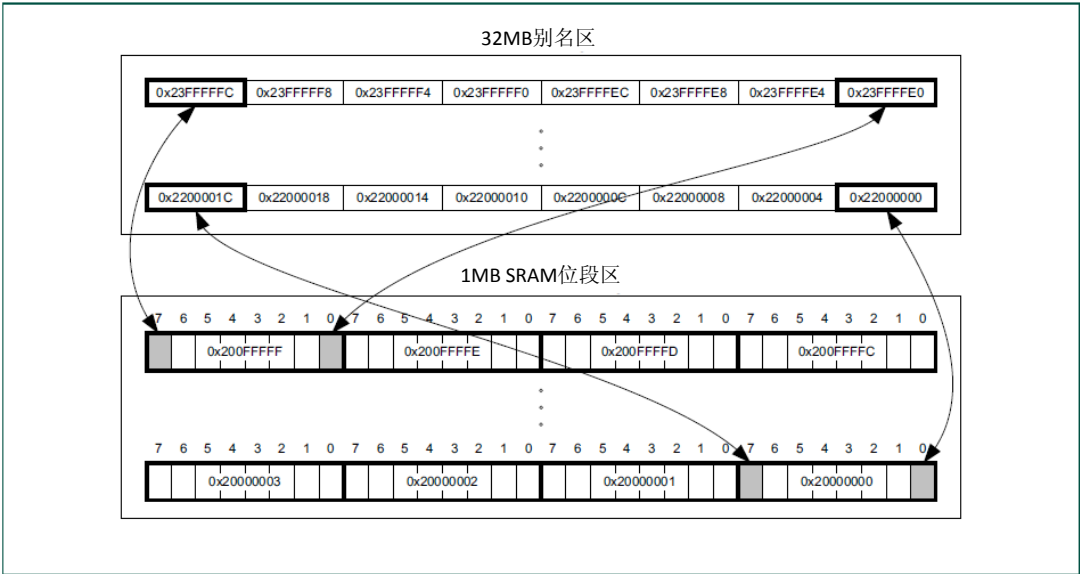 32MB别名区
0x23FFFFFC 0x23FFFFF8 0x23FFFFF4 0x23FFFFF0 0x23FFFFEC 0x23FFFFE8 0x23FFFFE4 0x23FFFFE0
0x2200001C 0x22000018 0x22000014 0x22000010 0x2200000C 0x22000008 0x22000004 0x22000000
1MB SRAM位段区
7 6 5 4 3 2 1 0 7 6 5 4 3 2 1 0 7 6 5 4 3 2 1 0 7 6 5 4 3 2 1 0
0x200FFFFF 0x200FFFFE 0x200FFFFD 0x200FFFFC
7 6 5 4 3 2 1 0 7 6 5 4 3 2 1 0 7 6 5 4 3 2 1 0 7 6 5 4 3 2 1 0
0x20000003 0x20000002 0x20000001 0x20000000